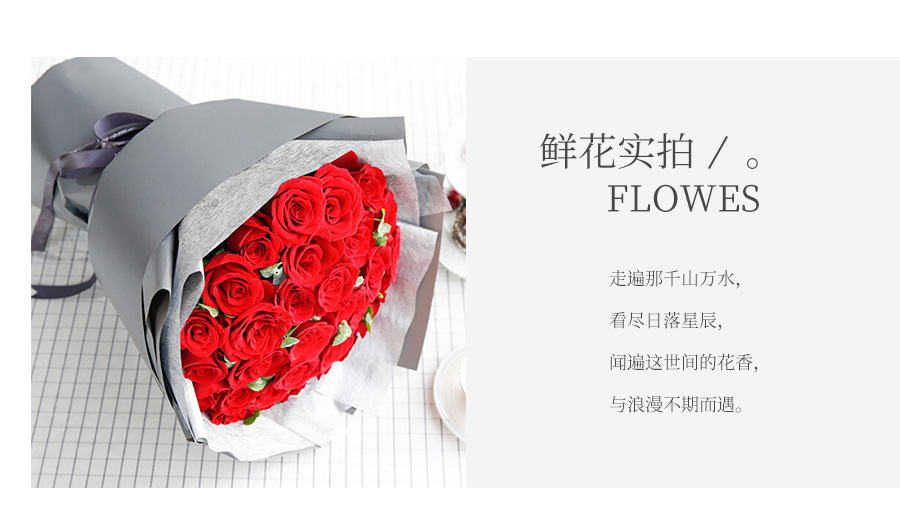 鲜花实拍 / 。
FLOWES
走遍那千山万水，
看尽日落星辰，
闻遍这世间的花香，
与浪漫不期而遇。